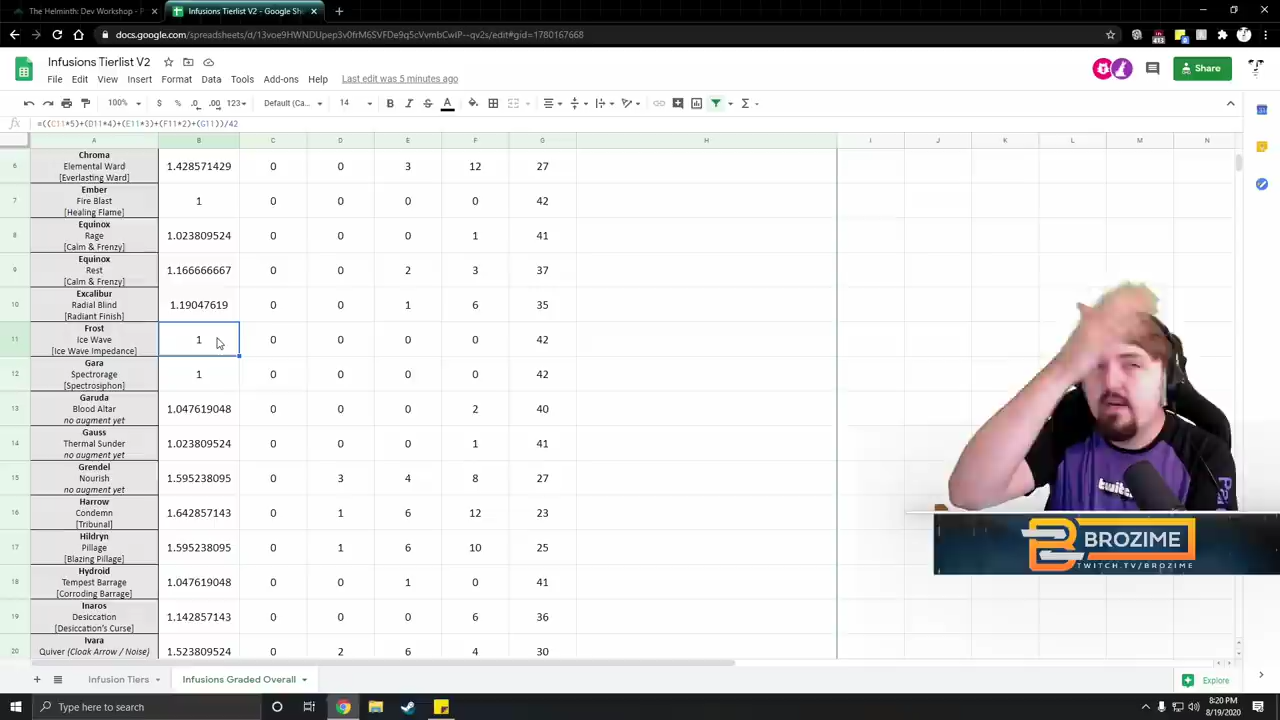 The Helminth: Dev Workshop - P
Infusions Tierlist V2 - Google Sh
docs.google.com/spreadsheets/d/13voe9HWNDUpep3v0frM6SVFDe9q5cVvmbCwiP--qv2s/edit#gid=1780167668
Infusions Tierlist V2
File Edit View Insert Format Data Tools Add-ons Help Last edit was 5 minutes ago
Share
100% $ % .0 .00 123 Default (Ca... 14 B I S A
=((C11*5)+(D11*4)+(E11*3)+(F11*2)+(G11))/42
A B C D E F G H I J K L M N
Chroma
6 Elemental Ward 1.428571429 0 0 3 12 27
[Everlasting Ward]
Ember
7 Fire Blast 1 0 0 0 0 42
[Healing Flame]
Equinox
8 Rage 1.023809524 0 0 0 1 41
[Calm & Frenzy]
Equinox
9 Rest 1.166666667 0 0 2 3 37
[Calm & Frenzy]
Excalibur
10 Radial Blind 1.19047619 0 0 1 6 35
[Radiant Finish]
Frost
11 Ice Wave 1 0 0 0 0 42
[Ice Wave Impedance]
Gara
12 Spectrorage 1 0 0 0 0 42
[Spectrosiphon]
Garuda
13 Blood Altar 1.047619048 0 0 0 2 40
no augment yet
Gauss
14 Thermal Sunder 1.023809524 0 0 0 1 41
no augment yet
Grendel
15 Nourish 1.595238095 0 3 4 8 27
no augment yet
Harrow
16 Condemn 1.642857143 0 1 6 12 23
[Tribunal]
Hildryn
17 Pillage 1.595238095 0 1 6 10 25
[Blazing Pillage]
Hydroid
18 Tempest Barrage 1.047619048 0 0 1 0 41
[Corroding Barrage]
Inaros
19 Desiccation 1.142857143 0 0 0 6 36
[Desiccation's Curse]
Ivara
20 Quiver (Cloak Arrow / Noise) 1.523809524 0 2 6 4 30
twitch
BROZIME
TWITCH.TV/BROZIME
Infusion Tiers Infusions Graded Overall Explore
Type here to search
8:20 PM
8/19/2020